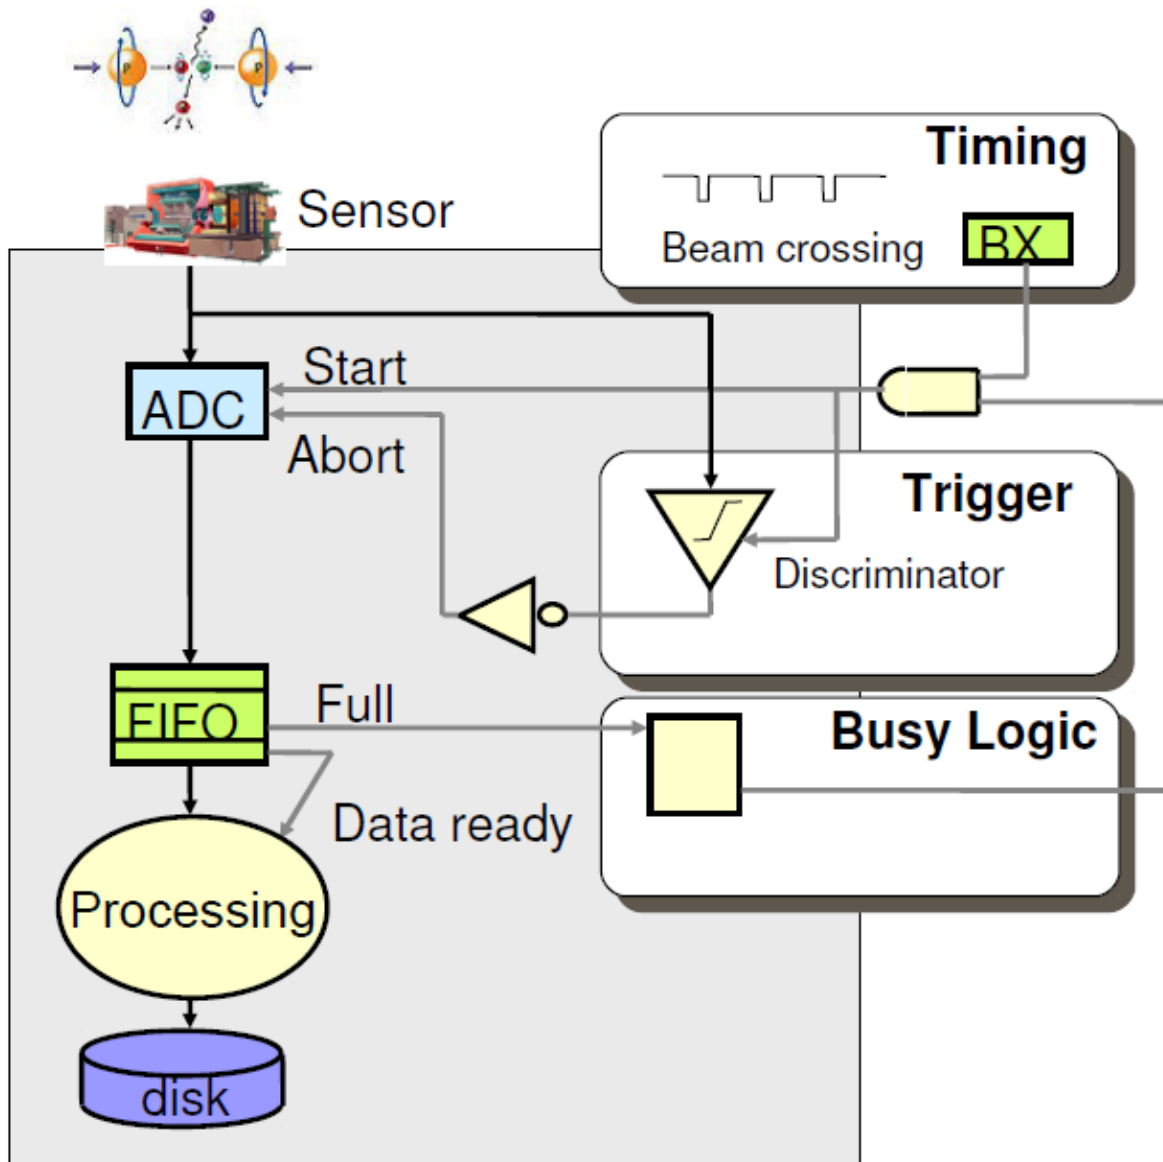 Timing
Sensor
Beam crossing
BX
Start
ADC
Abort
Trigger
Discriminator
Full
FIFO
Busy Logic
Data ready
Processing
disk